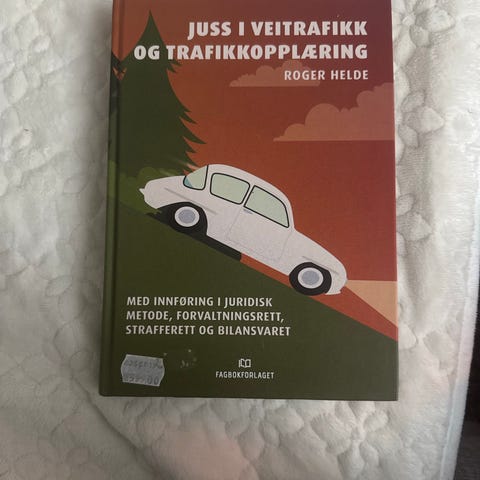 JUSS I VEITRAFIKK
OG TRAFIKKOPPLÆRING
ROGER HELDE
MED INNFØRING I JURIDISK
METODE, FORVALTNINGSRETT,
STRAFFERETT OG BILANSVARET
FAGBOKFORLAGET